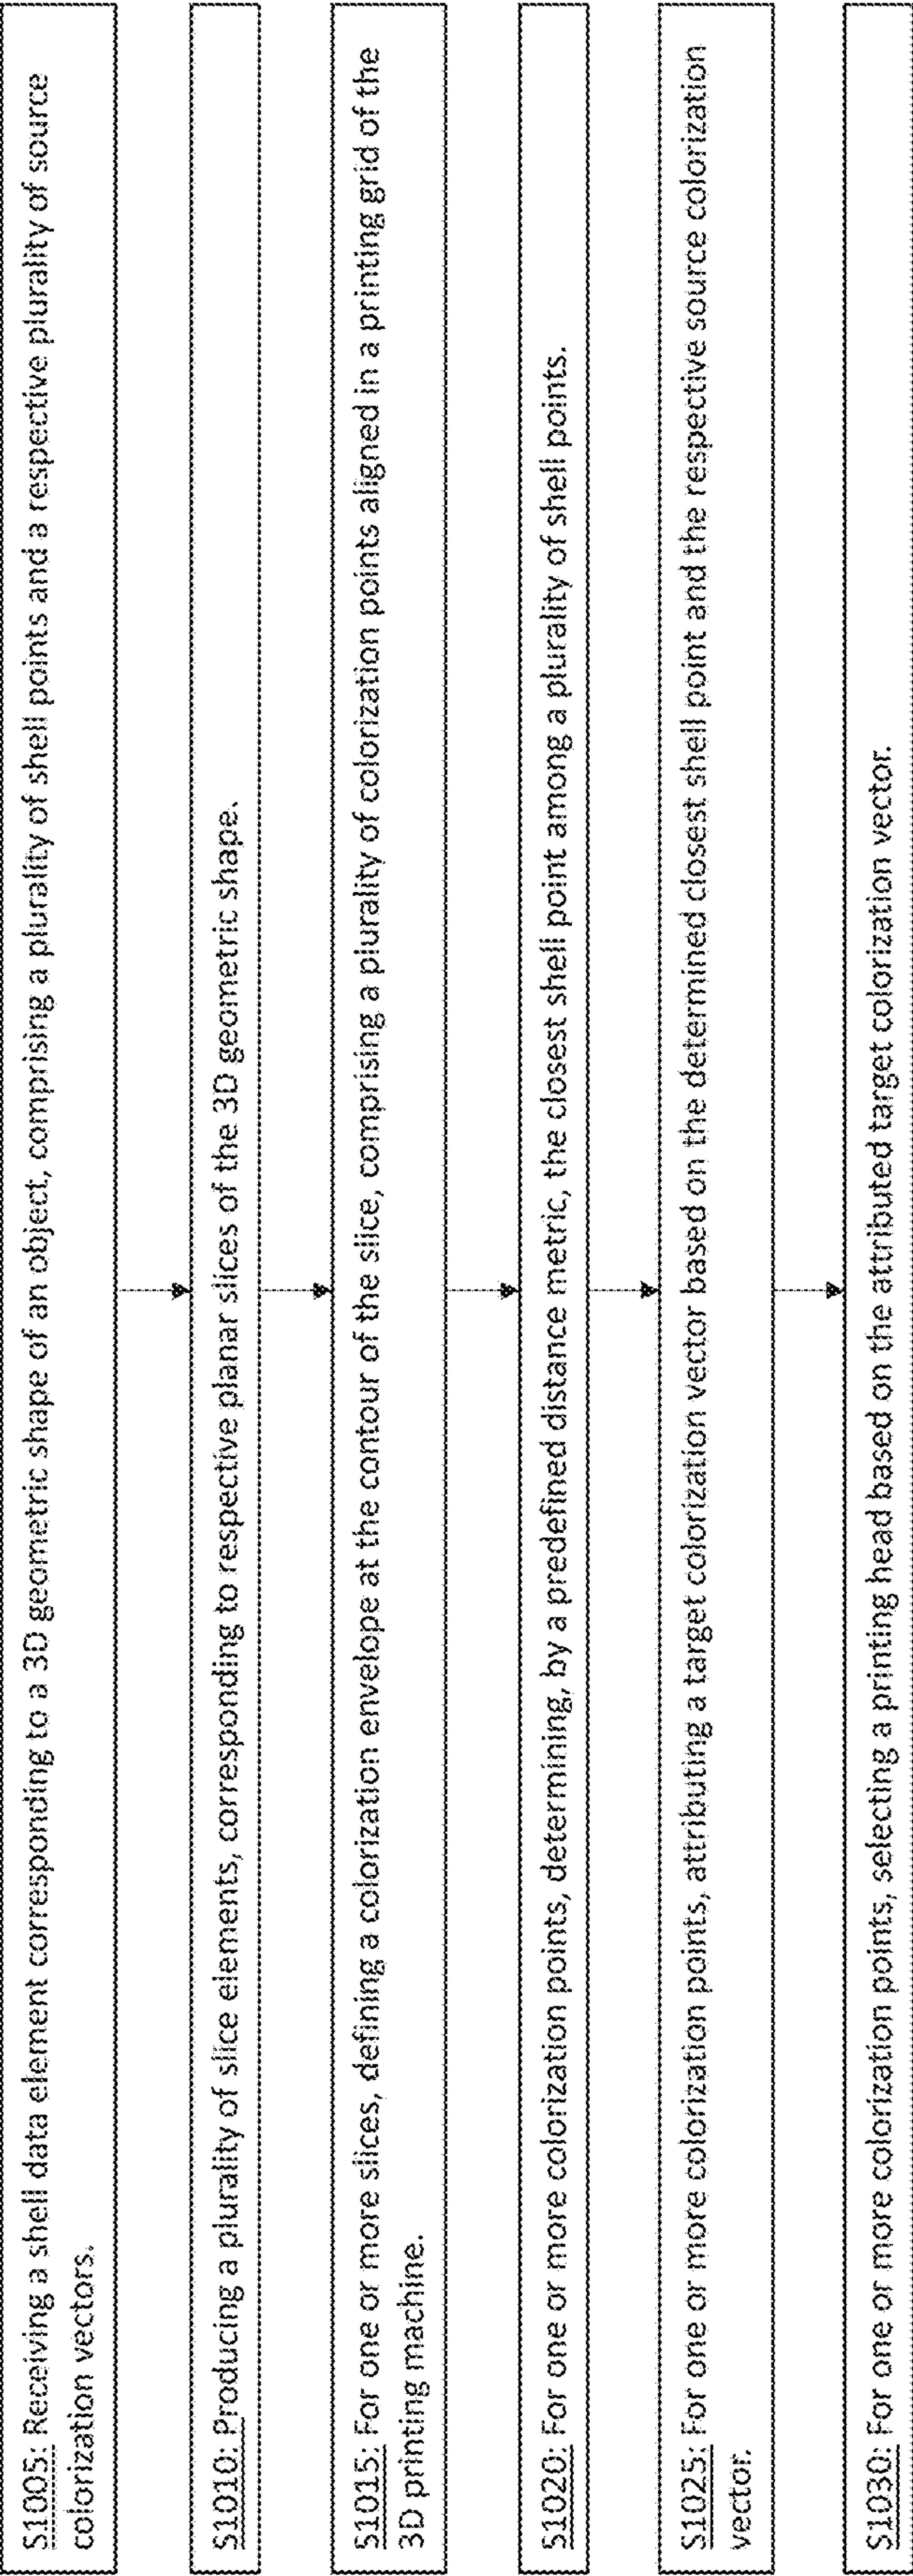 S1005: Receiving a shell data element corresponding to a 3D geometric shape of an object, comprising a plurality of shell points and a respective plurality of source
colorization vectors.
S1010: Producing a plurality of slice elements, corresponding to respective planar slices of the 3D geometric shape.
S1015: For one or more slices, defining a colorization envelope at the contour of the slice, comprising a plurality of colorization points aligned in a printing grid of the
3D printing machine.
S1020: For one or more colorization points, determining, by a predefined distance metric, the closest shell point among a plurality of shell points.
S1025: For one or more colorization points, attributing a target colorization vector based on the determined closest shell point and the respective source colorization
vector.
S1030: For one or more colorization points, selecting a printing head based on the attributed target colorization vector.